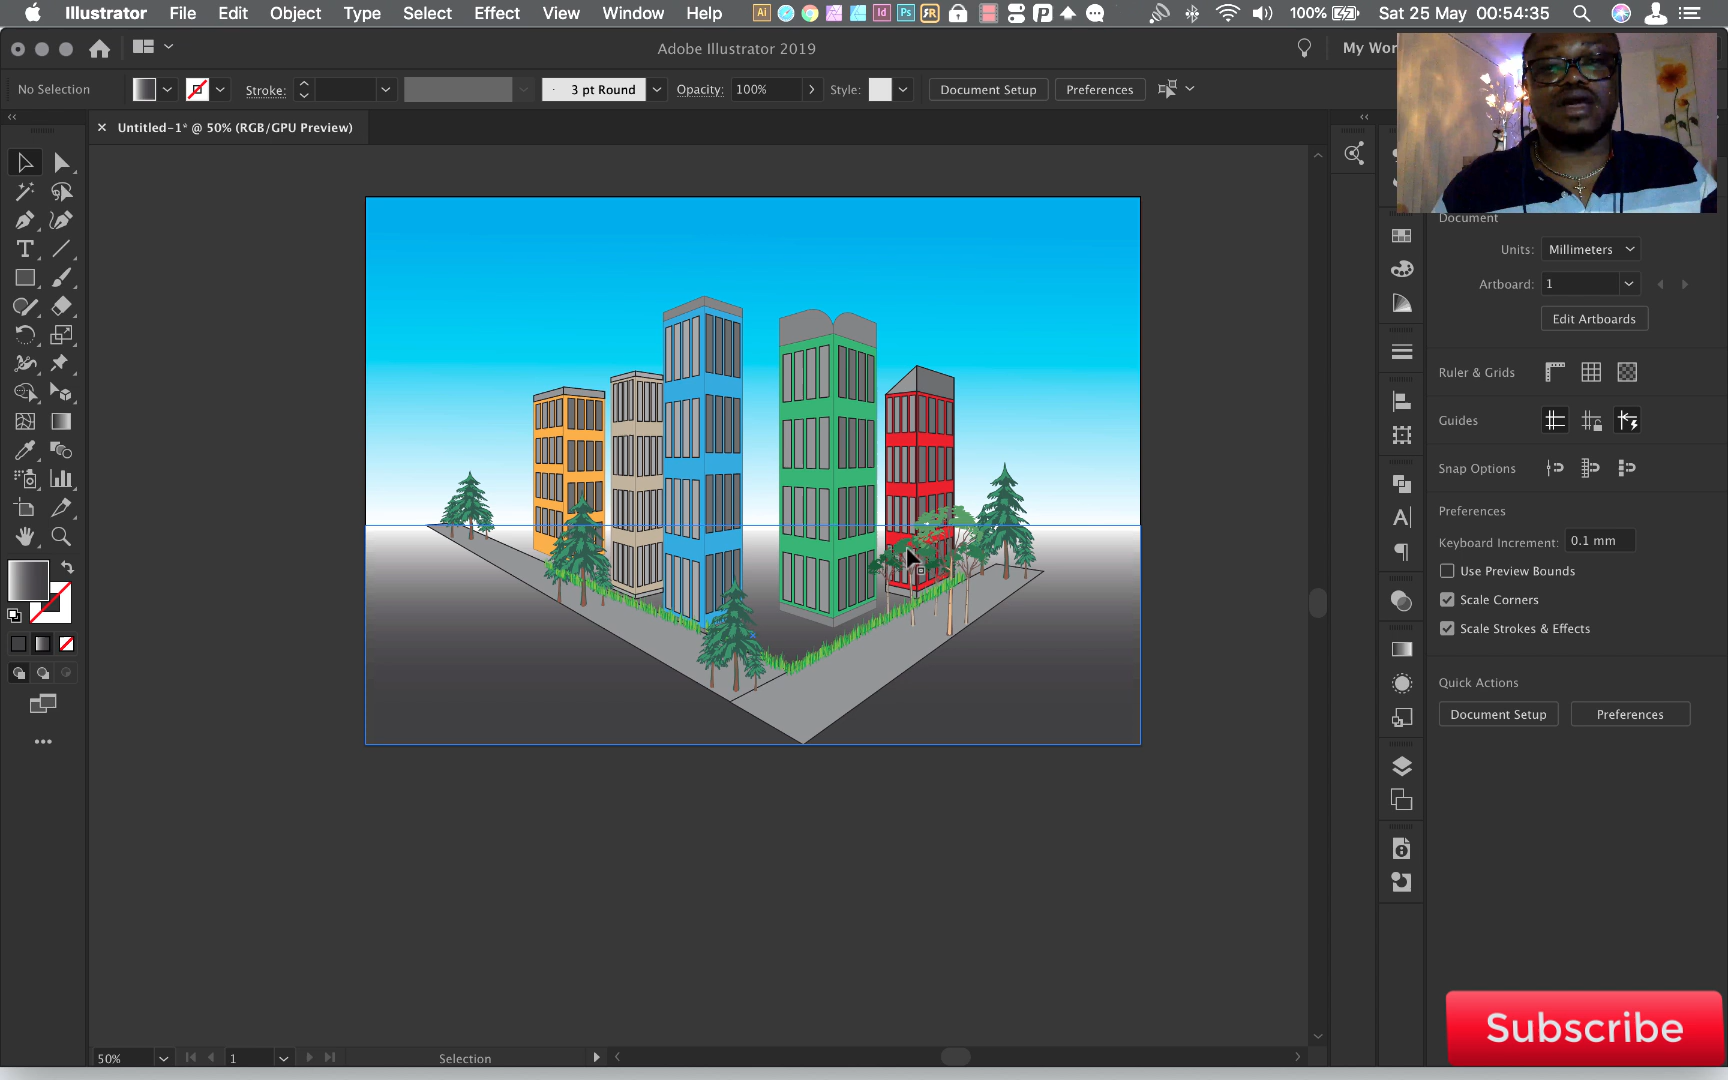 Illustrator File Edit Object Type Select Effect View Window Help Ai Id Ps 100% Sat 25 May 00:54:35
Adobe Illustrator 2019
My Wor
No Selection Stroke: 3 pt Round Opacity: 100% Style: Document Setup Preferences
Untitled-1* @ 50% (RGB/GPU Preview)
Document
Units: Millimeters
Artboard: 1
Edit Artboards
Ruler & Grids
Guides
Snap Options
Preferences
Keyboard Increment: 0.1 mm
Use Preview Bounds
Scale Corners
Scale Strokes & Effects
Quick Actions
Document Setup Preferences
Subscribe
50% 1 Selection